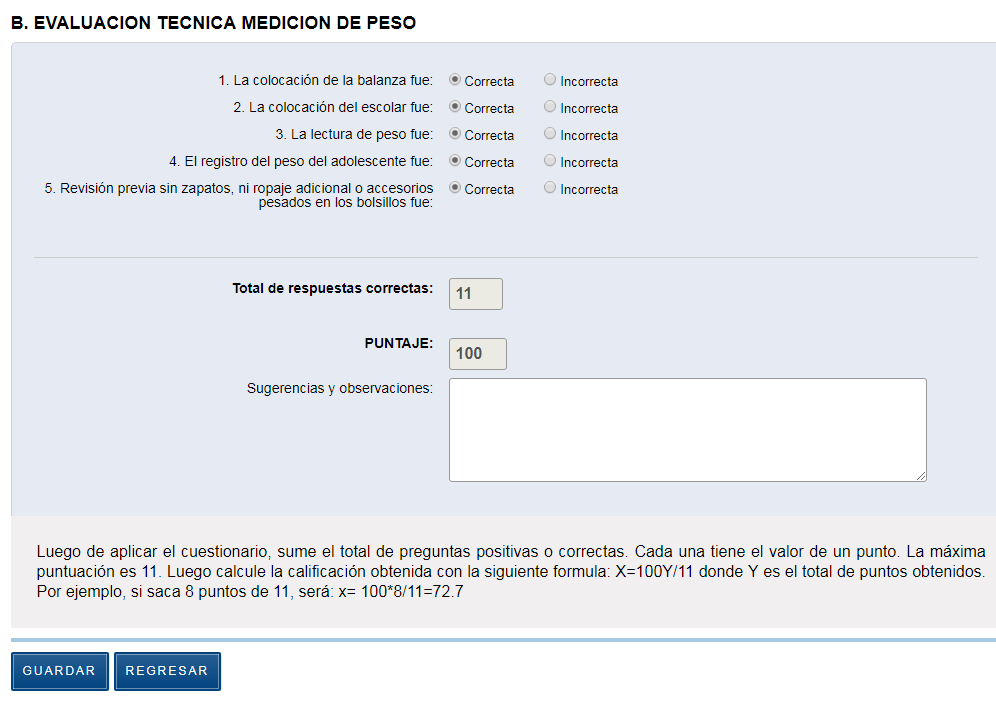 B. EVALUACION TECNICA MEDICION DE PESO
1. La colocación de la balanza fue: Correcta Incorrecta
2. La colocación del escolar fue: Correcta Incorrecta
3. La lectura de peso fue: Correcta Incorrecta
4. El registro del peso del adolescente fue: Correcta Incorrecta
5. Revisión previa sin zapatos, ni ropaje adicional o accesorios Correcta Incorrecta
pesados en los bolsillos fue:
Total de respuestas correctas: 11
PUNTAJE: 100
Sugerencias y observaciones:
Luego de aplicar el cuestionario, sume el total de preguntas positivas o correctas. Cada una tiene el valor de un punto. La máxima
puntuación es 11. Luego calcule la calificación obtenida con la siguiente formula: X=100Y/11 donde Y es el total de puntos obtenidos.
Por ejemplo, si saca 8 puntos de 11, será: x= 100*8/11=72.7
GUARDAR REGRESAR